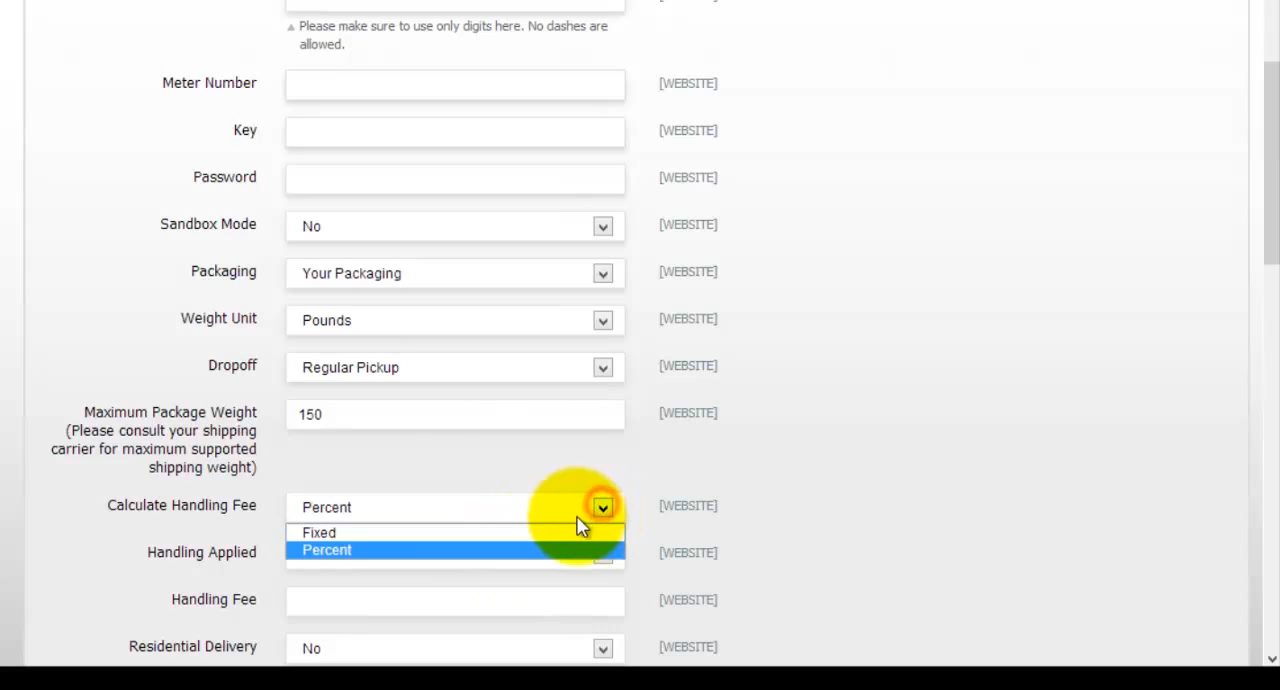 Please make sure to use only digits here. No dashes are
allowed.
Meter Number [WEBSITE]
Key [WEBSITE]
Password [WEBSITE]
Sandbox Mode No [WEBSITE]
Packaging Your Packaging [WEBSITE]
Weight Unit Pounds [WEBSITE]
Dropoff Regular Pickup [WEBSITE]
Maximum Package Weight 150 [WEBSITE]
(Please consult your shipping
carrier for maximum supported
shipping weight)
Calculate Handling Fee Percent [WEBSITE]
Fixed
Percent
Handling Applied [WEBSITE]
Handling Fee [WEBSITE]
Residential Delivery No [WEBSITE]